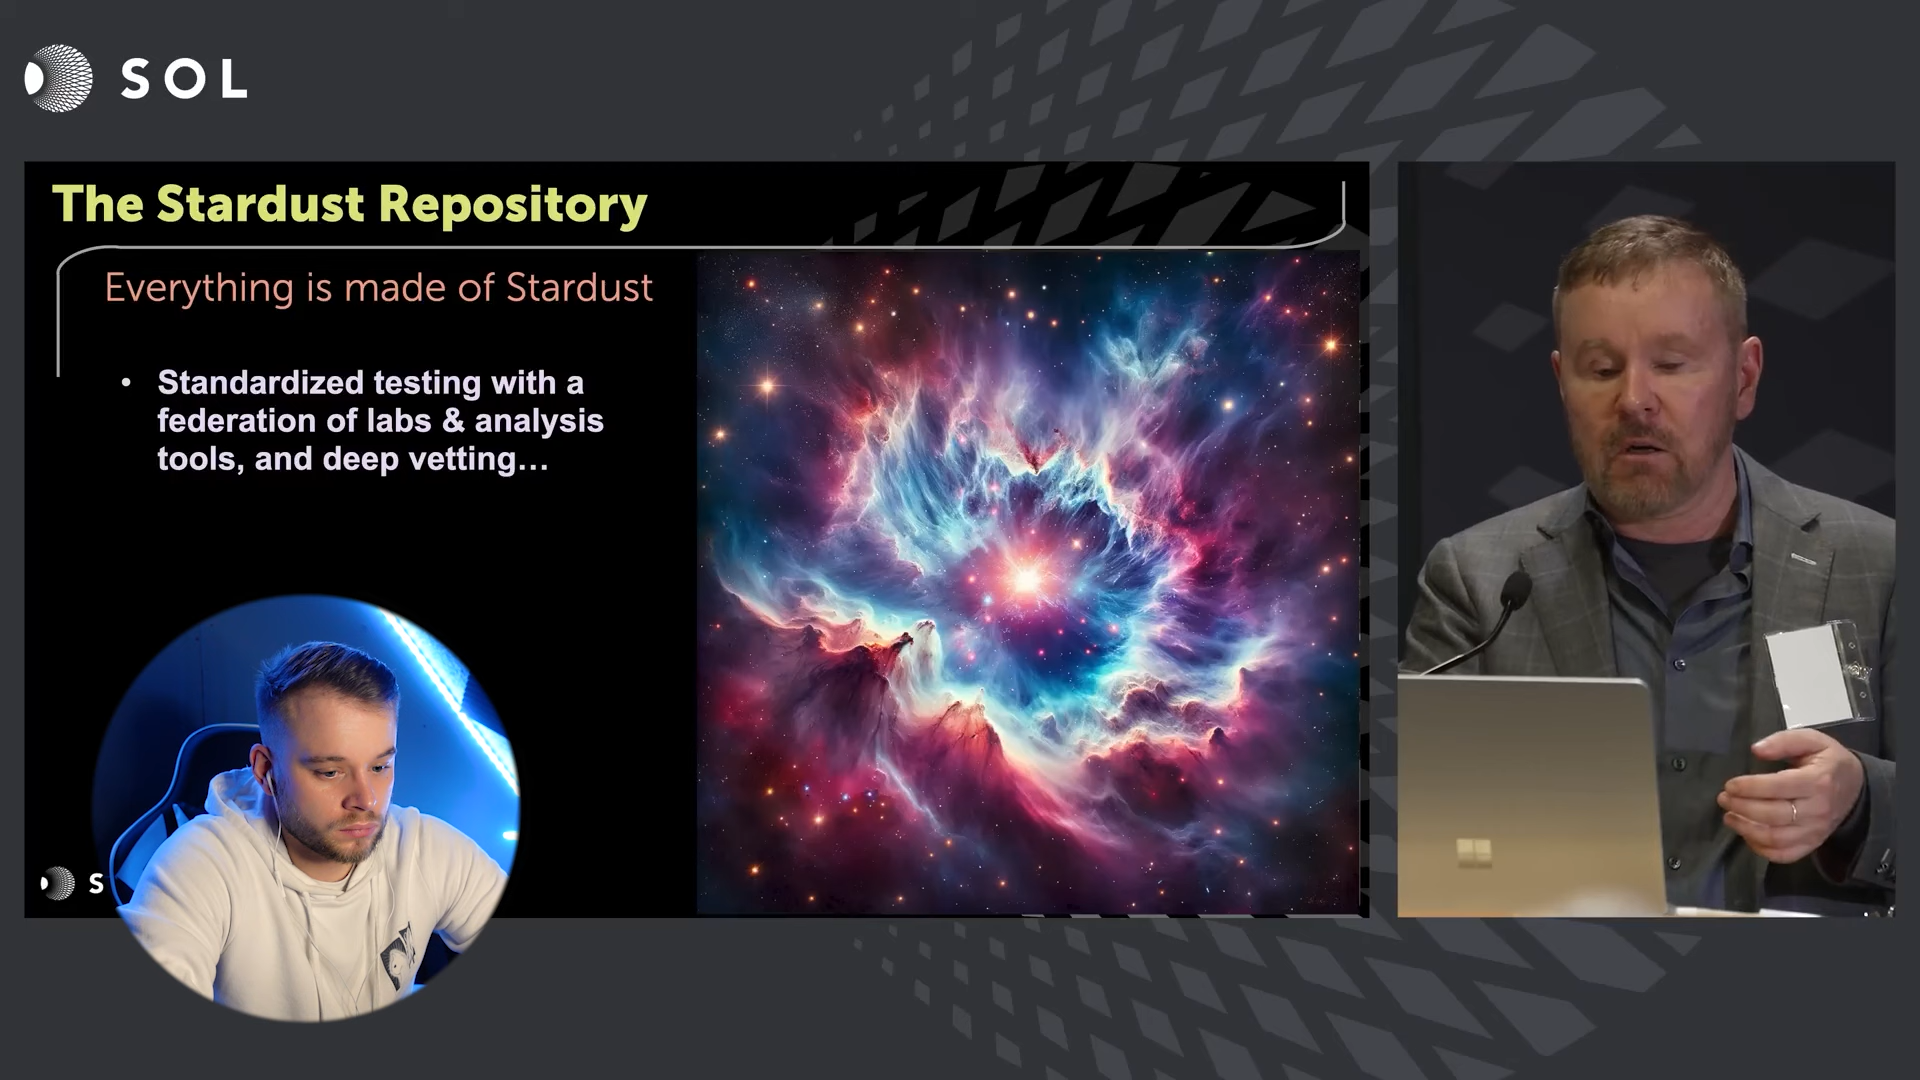 SOL
The Stardust Repository
Everything is made of Stardust
• Standardized testing with a
federation of labs & analysis
tools, and deep vetting…
S